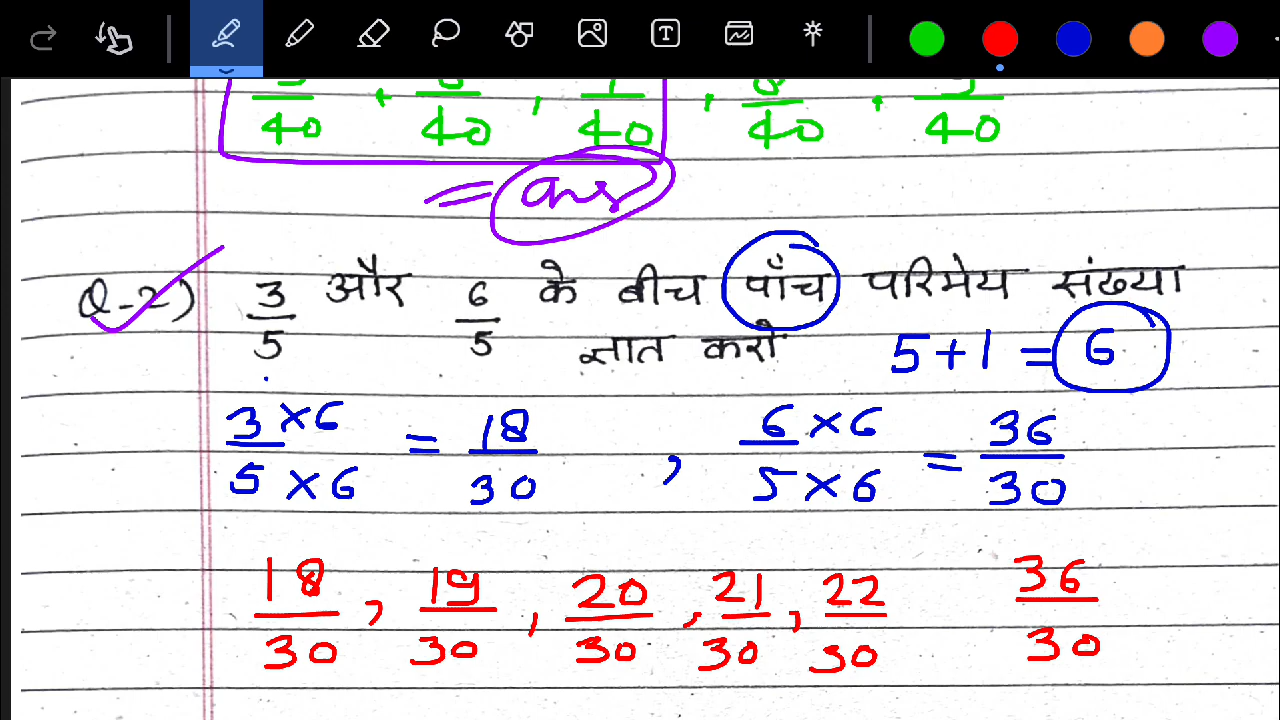 40 , 40 , 40 , 40 , 40
= ans
Q-2) 3/5 और 6/5 के बीच पाँच परिमेय संख्या
ज्ञात करो 5+1 = 6
3×6/5×6 = 18/30 , 6×6/5×6 = 36/30
18/30 , 19/30 , 20/30 , 21/30 , 22/30 36/30